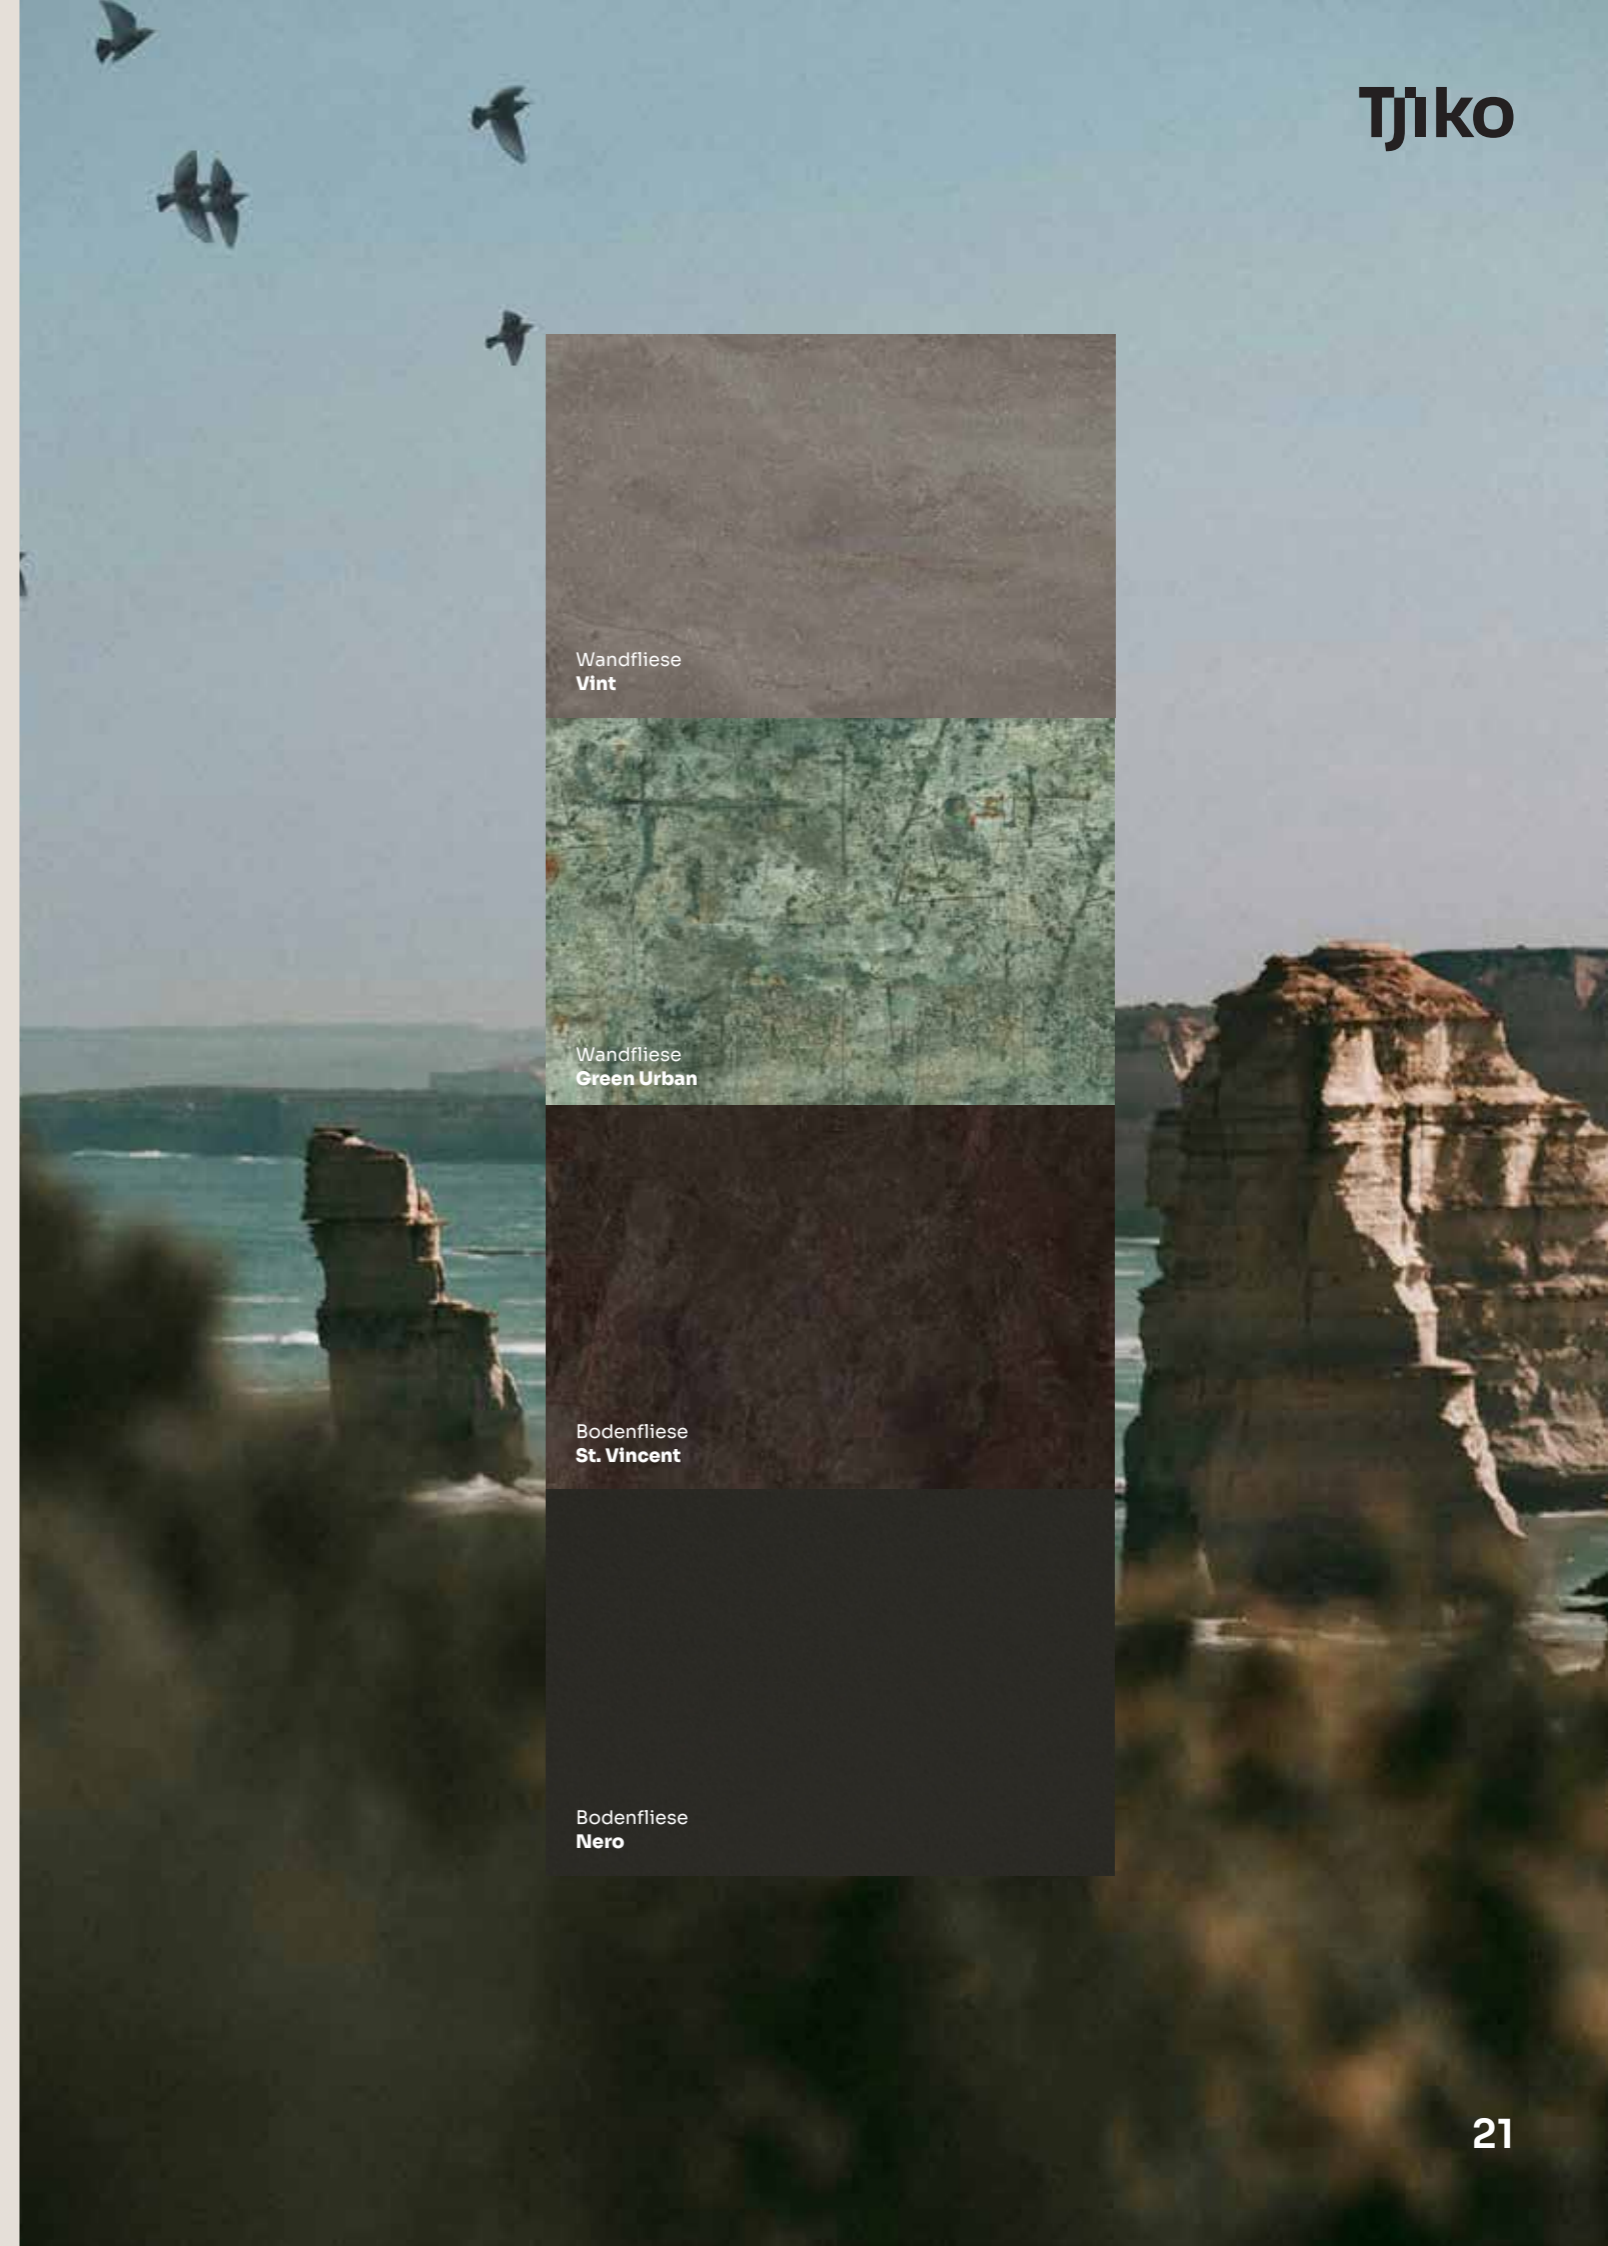 Tjiko
Wandfliese
Vint
Wandfliese
Green Urban
Bodenfliese
St. Vincent
Bodenfliese
Nero
21